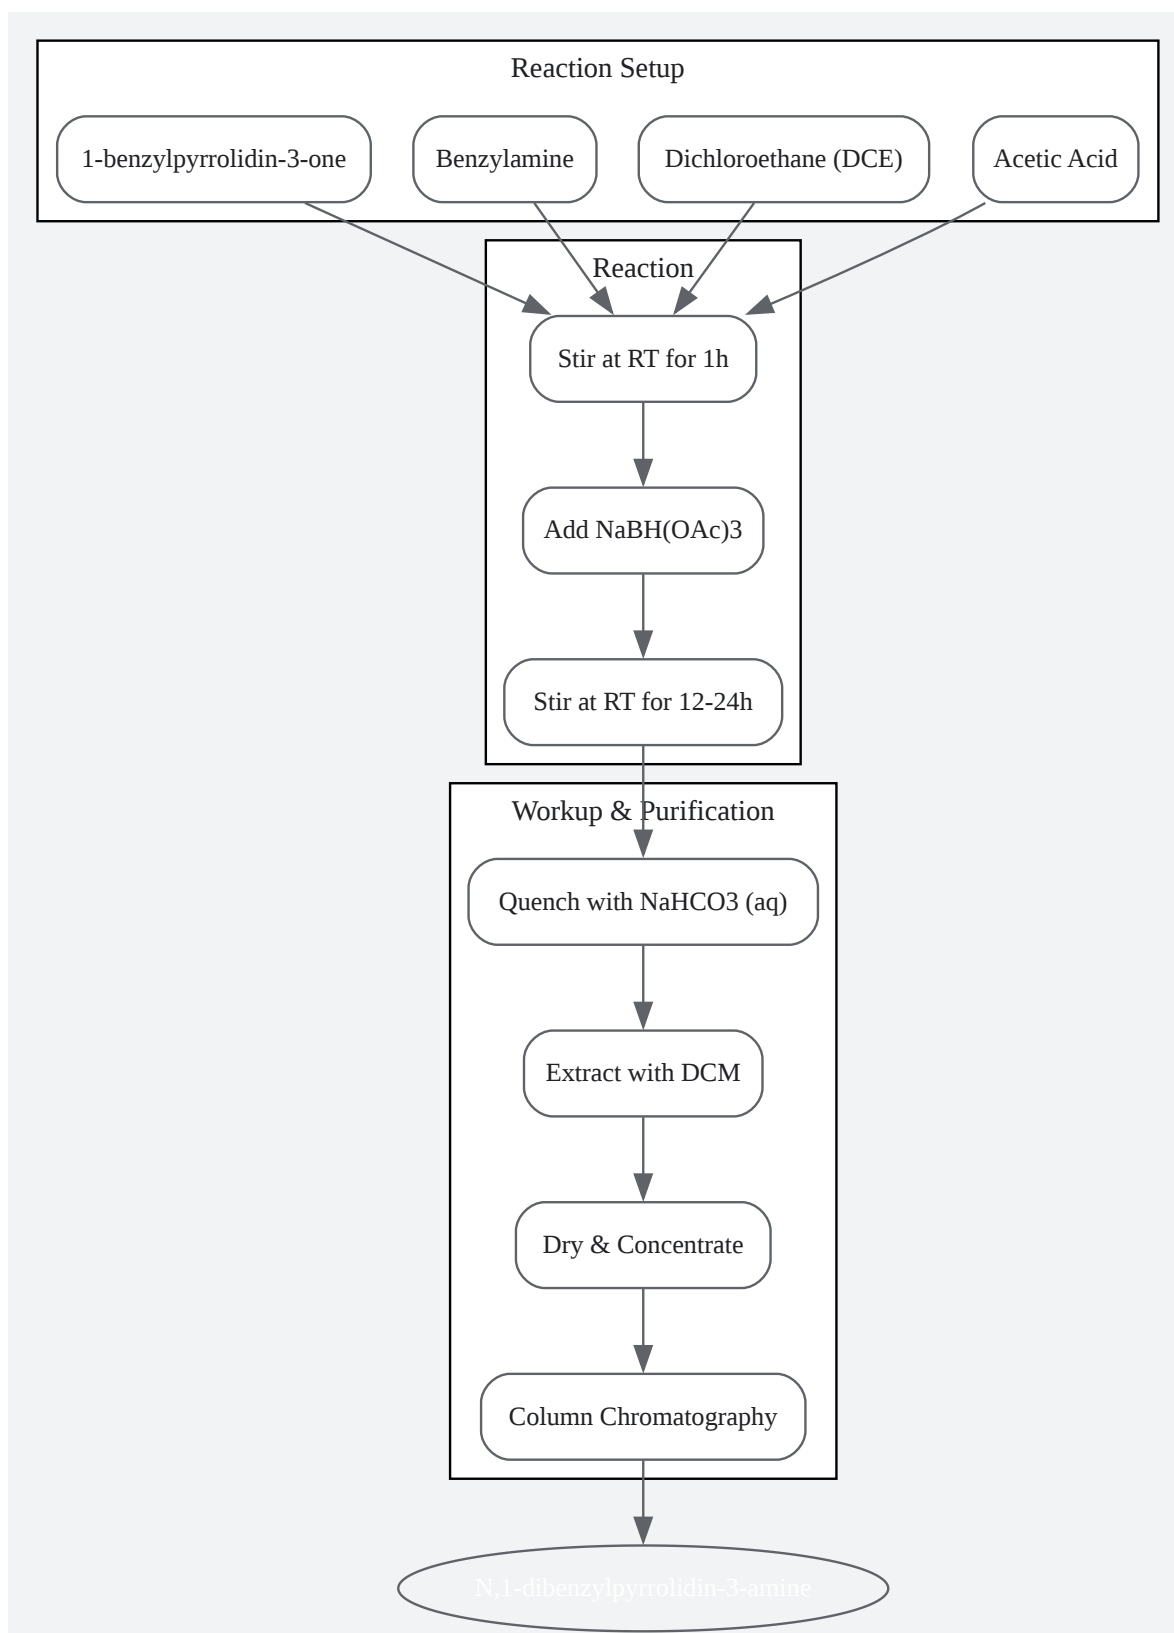 Reaction Setup
1-benzylpyrrolidin-3-one
Benzylamine
Dichloroethane (DCE)
Acetic Acid
Reaction
Stir at RT for 1h
Add NaBH(OAc)3
Stir at RT for 12-24h
Workup & Purification
Quench with NaHCO3 (aq)
Extract with DCM
Dry & Concentrate
Column Chromatography
N,1-dibenzylpyrrolidin-3-amine